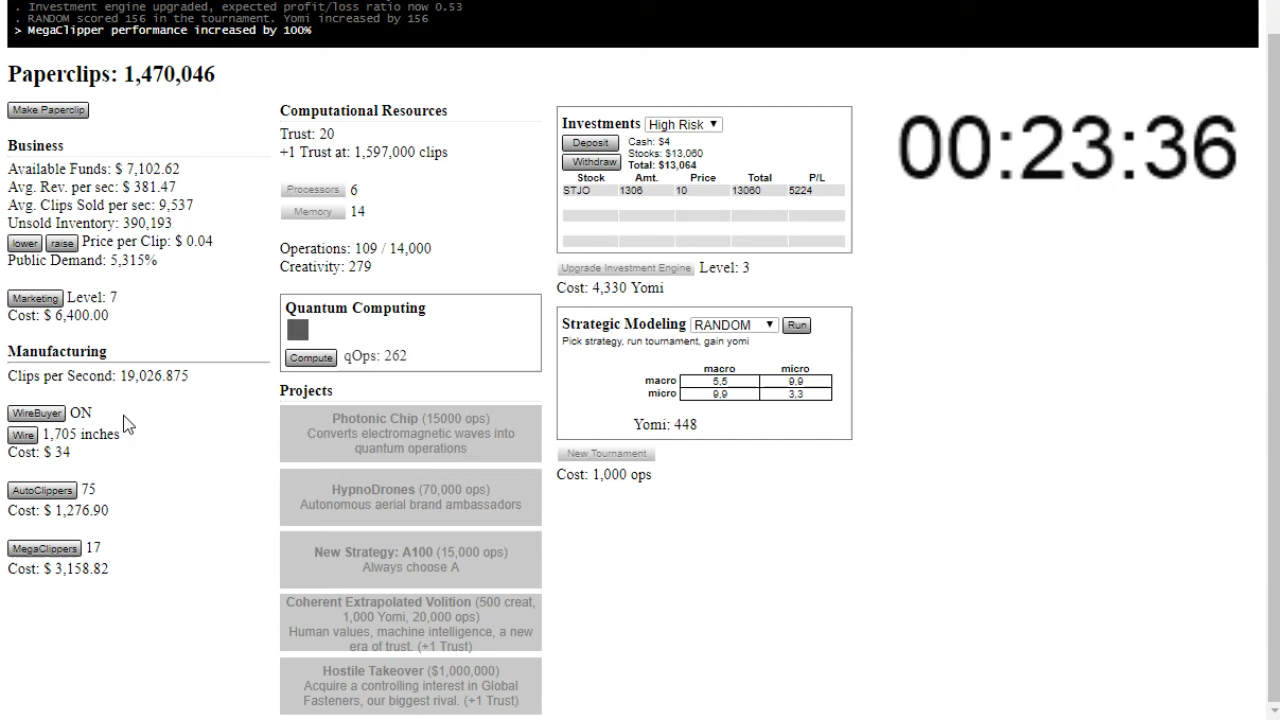 . Investment engine upgraded, expected profit/loss ratio now 0.53
. RANDOM scored 156 in the tournament. Yomi increased by 156
> MegaClipper performance increased by 100%
Paperclips: 1,470,046
Make Paperclip
Business
Available Funds: $ 7,102.62
Avg. Rev. per sec: $ 381.47
Avg. Clips Sold per sec: 9,537
Unsold Inventory: 390,193
lower raise Price per Clip: $ 0.04
Public Demand: 5,315%
Marketing Level: 7
Cost: $ 6,400.00
Manufacturing
Clips per Second: 19,026.875
WireBuyer ON
Wire 1,705 inches
Cost: $ 34
AutoClippers 75
Cost: $ 1,276.90
MegaClippers 17
Cost: $ 3,158.82
Computational Resources
Trust: 20
+1 Trust at: 1,597,000 clips
Processors 6
Memory 14
Operations: 109 / 14,000
Creativity: 279
Quantum Computing
Compute qOps: 262
Projects
Photonic Chip (15000 ops)
Converts electromagnetic waves into
quantum operations
HypnoDrones (70,000 ops)
Autonomous aerial brand ambassadors
New Strategy: A100 (15,000 ops)
Always choose A
Coherent Extrapolated Volition (500 creat,
1,000 Yomi, 20,000 ops)
Human values, machine intelligence, a new
era of trust. (+1 Trust)
Hostile Takeover ($1,000,000)
Acquire a controlling interest in Global
Fasteners, our biggest rival. (+1 Trust)
Investments High Risk ▼
Deposit Cash: $4
Stocks: $13,060
Withdraw Total: $13,064
Stock Amt. Price Total P/L
STJO 1306 10 13060 5224
Upgrade Investment Engine Level: 3
Cost: 4,330 Yomi
Strategic Modeling RANDOM ▼ Run
Pick strategy, run tournament, gain yomi
macro micro
macro 5,5 9,9
micro 9,9 3,3
Yomi: 448
New Tournament
Cost: 1,000 ops
00:23:36